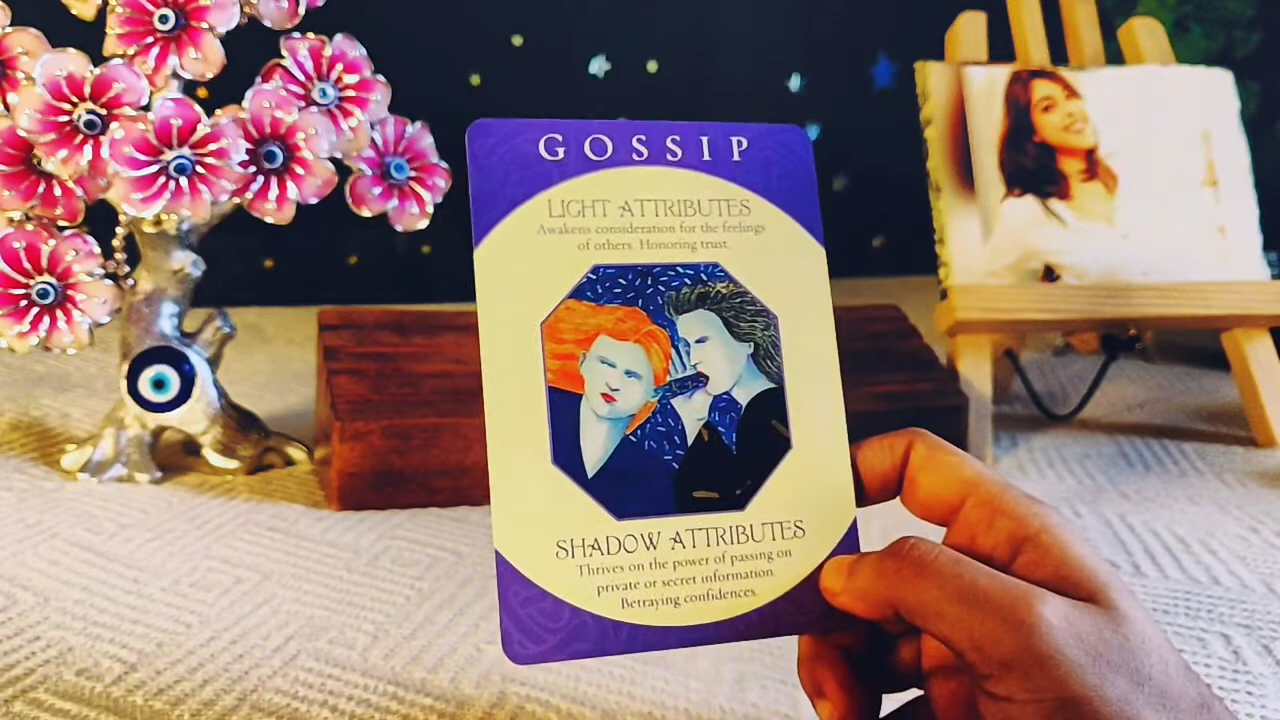 GOSSIP
LIGHT ATTRIBUTES
Awakens consideration for the feelings
of others. Honoring trust.
SHADOW ATTRIBUTES
Thrives on the power of passing on
private or secret information.
Betraying confidences.